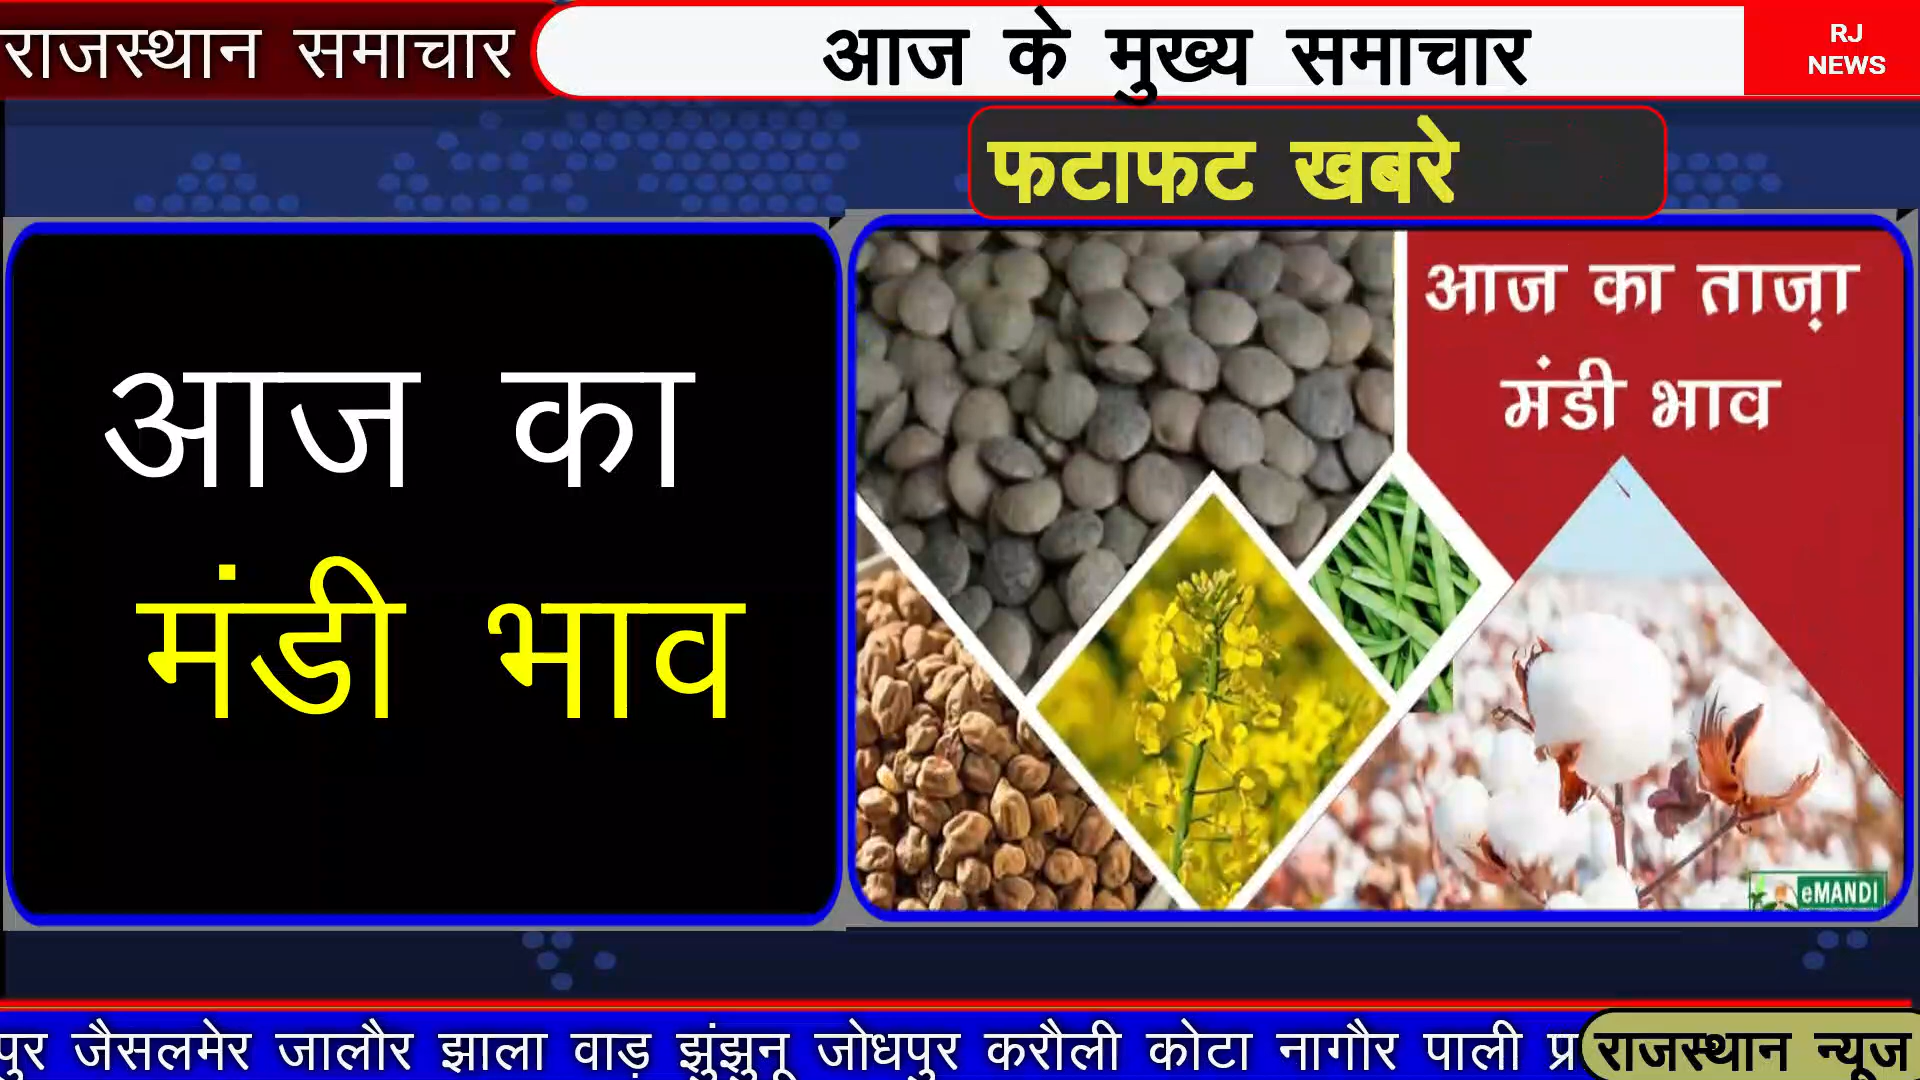 राजस्थान समाचार
आज के मुख्य समाचार
RJ
NEWS
फटाफट खबरे
आज का
मंडी भाव
आज का ताज़ा
मंडी भाव
eMANDI
पुर जैसलमेर जालौर झाला वाड़ झुंझुनू जोधपुर करौली कोटा नागौर पाली प्र
राजस्थान न्यूज